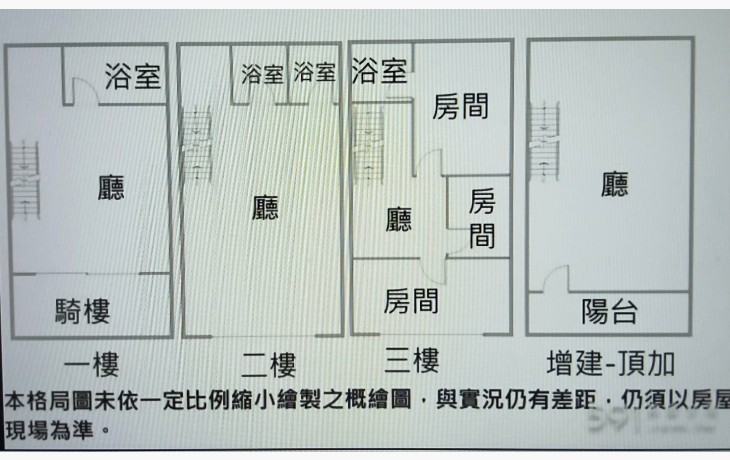 浴室
廳
騎樓
一樓
浴室 浴室
廳
二樓
浴室
房間
廳
房間
房間
三樓
廳
陽台
增建-頂加
本格局圖未依一定比例縮小繪製之概繪圖，與實況仍有差距，仍須以房屋
現場為準。
591